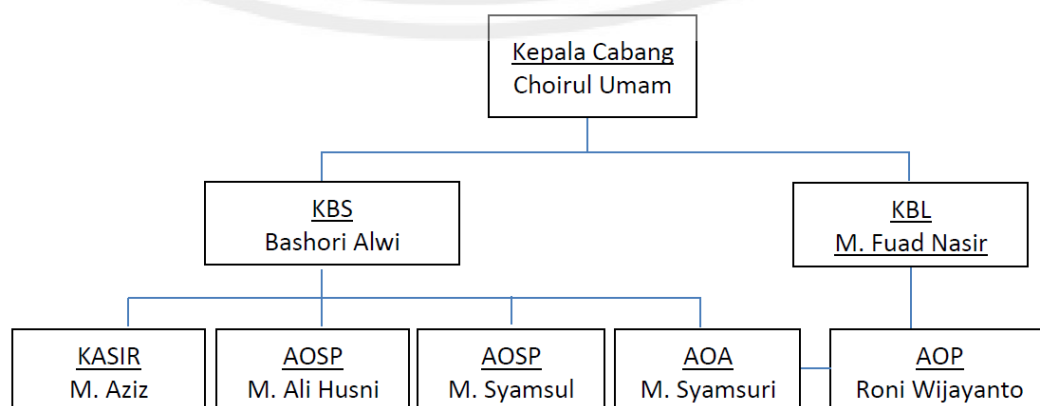 Kepala Cabang
Choirul Umam
KBS
Bashori Alwi
KBL
M. Fuad Nasir
KASIR
M. Aziz
AOSP
M. Ali Husni
AOSP
M. Syamsul
AOA
M. Syamsuri
AOP
Roni Wijayanto